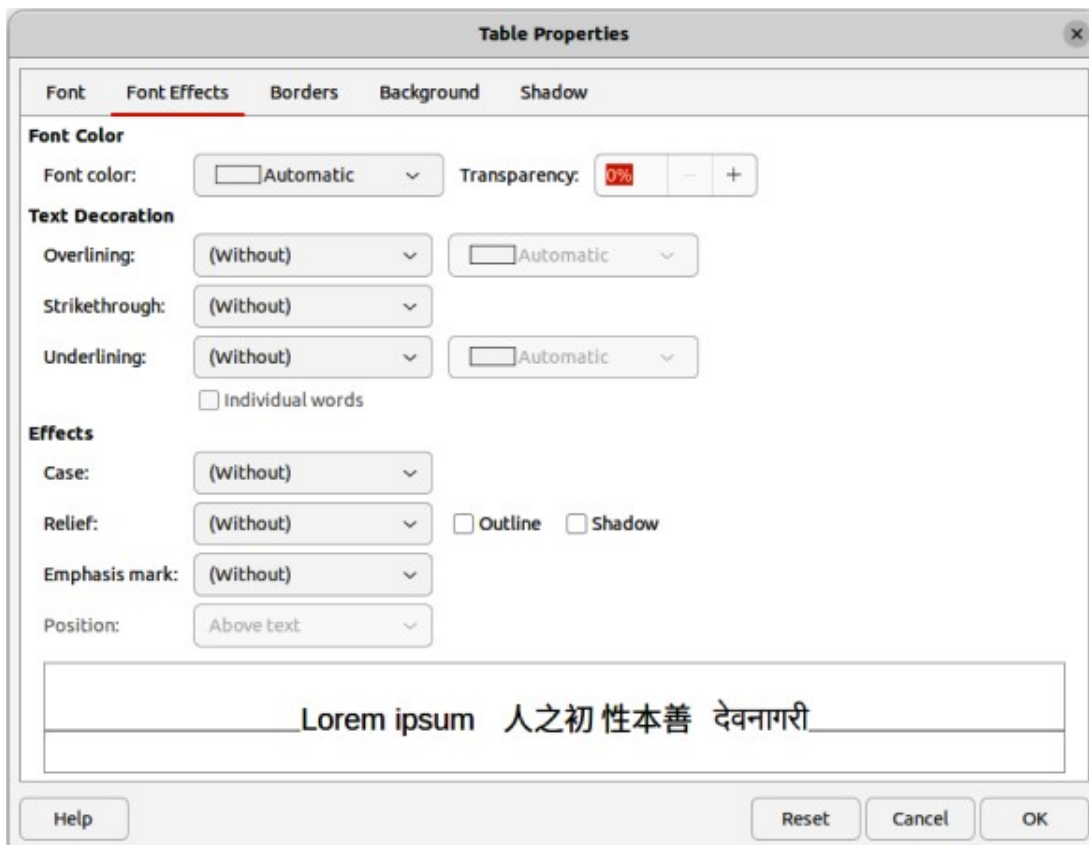 Table Properties
Font Font Effects Borders Background Shadow
Font Color
Font color: Automatic Transparency: 0%
Text Decoration
Overlining: (Without) Automatic
Strikethrough: (Without)
Underlining: (Without) Automatic
Individual words
Effects
Case: (Without)
Relief: (Without) Outline Shadow
Emphasis mark: (Without)
Position: Above text
Lorem ipsum 人之初 性本善 देवनागरी
Help Reset Cancel OK